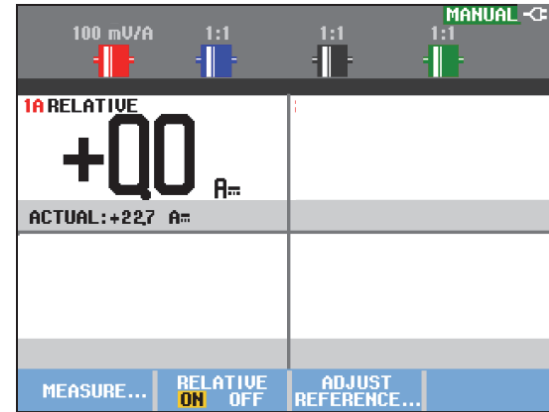 MANUAL
100 mV/A 1:1 1:1 1:1
1A RELATIVE
+0.0 A
ACTUAL:+22.7 A
MEASURE... RELATIVE ON OFF ADJUST REFERENCE...